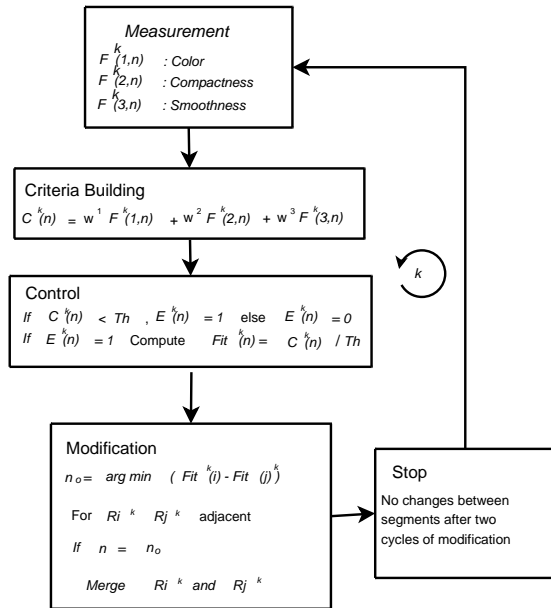 Measurement
F^k(1,n) : Color
F^k(2,n) : Compactness
F^k(3,n) : Smoothness
Criteria Building
C^k(n) = w^1 F^k(1,n) + w^2 F^k(2,n) + w^3 F^k(3,n)
k
Control
If C^k(n) < Th , E^k(n) = 1 else E^k(n) = 0
If E^k(n) = 1 Compute Fit^k(n) = C^k(n) / Th
Modification
n_o = arg min ( Fit^k(i) - Fit (j)^k)
For Ri^k Rj^k adjacent
If n = n_o
Merge Ri^k and Rj^k
Stop
No changes between
segments after two
cycles of modification